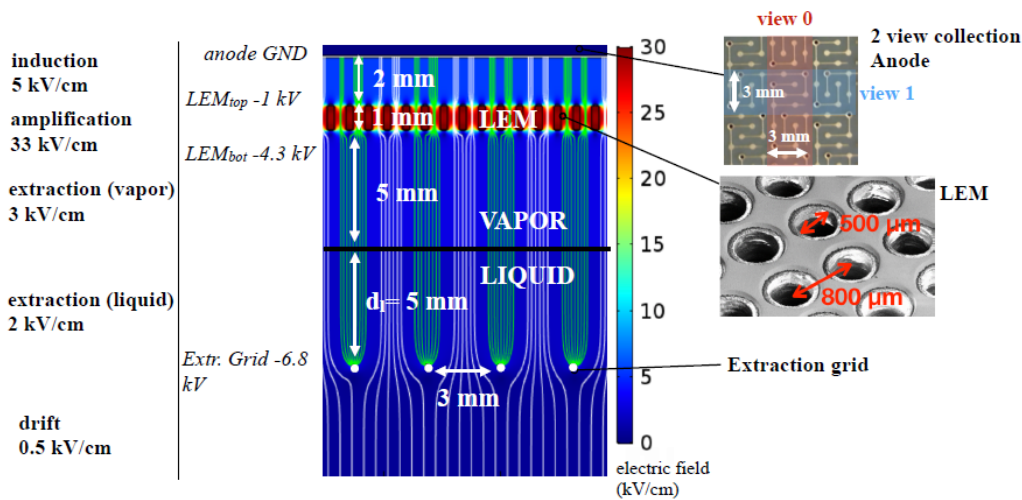 induction
5 kV/cm
amplification
33 kV/cm
extraction (vapor)
3 kV/cm
extraction (liquid)
2 kV/cm
drift
0.5 kV/cm
anode GND
LEMtop -1 kV
LEMbot -4.3 kV
Extr. Grid -6.8
kV
2 mm
1 mm
LEM
5 mm
VAPOR
LIQUID
dl= 5 mm
3 mm
30
25
20
15
10
5
0
electric field
(kV/cm)
view 0
2 view collection
Anode
view 1
3 mm
3 mm
LEM
500 µm
800 µm
Extraction grid